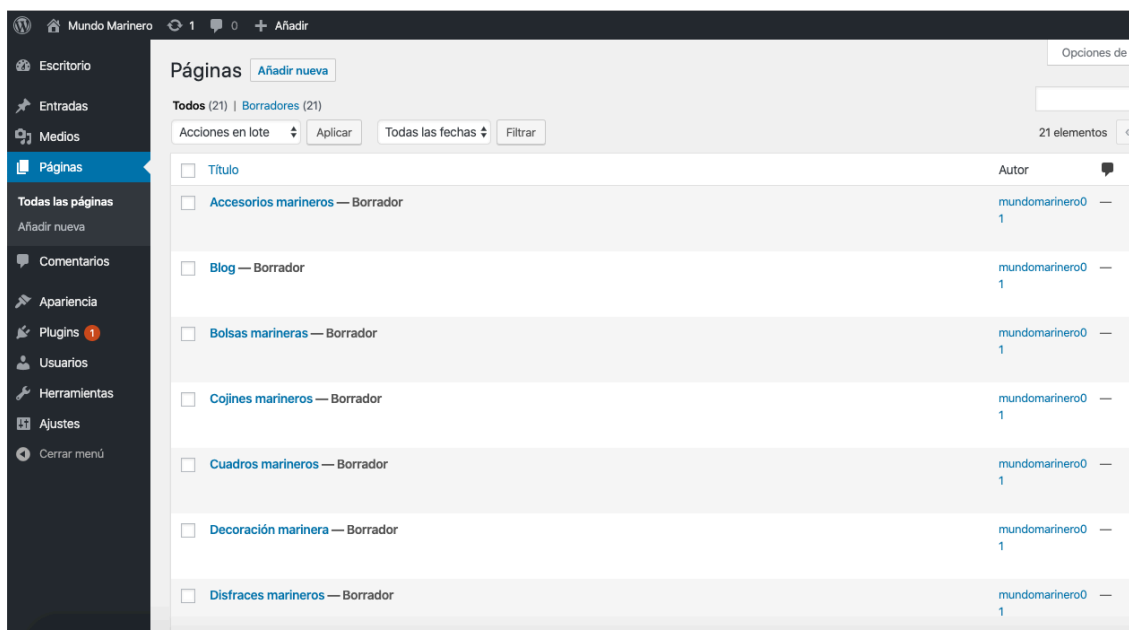 Mundo Marinero 1 0 + Añadir
Opciones de
Escritorio
Entradas
Medios
Páginas
Todas las páginas
Añadir nueva
Comentarios
Apariencia
Plugins 1
Usuarios
Herramientas
Ajustes
Cerrar menú
Páginas Añadir nueva
Todos (21) | Borradores (21)
Acciones en lote Aplicar Todas las fechas Filtrar 21 elementos «
Título Autor
Accesorios marineros — Borrador mundomarinero0 —
1
Blog — Borrador mundomarinero0 —
1
Bolsas marineras — Borrador mundomarinero0 —
1
Cojines marineros — Borrador mundomarinero0 —
1
Cuadros marineros — Borrador mundomarinero0 —
1
Decoración marinera — Borrador mundomarinero0 —
1
Disfraces marineros — Borrador mundomarinero0 —
1